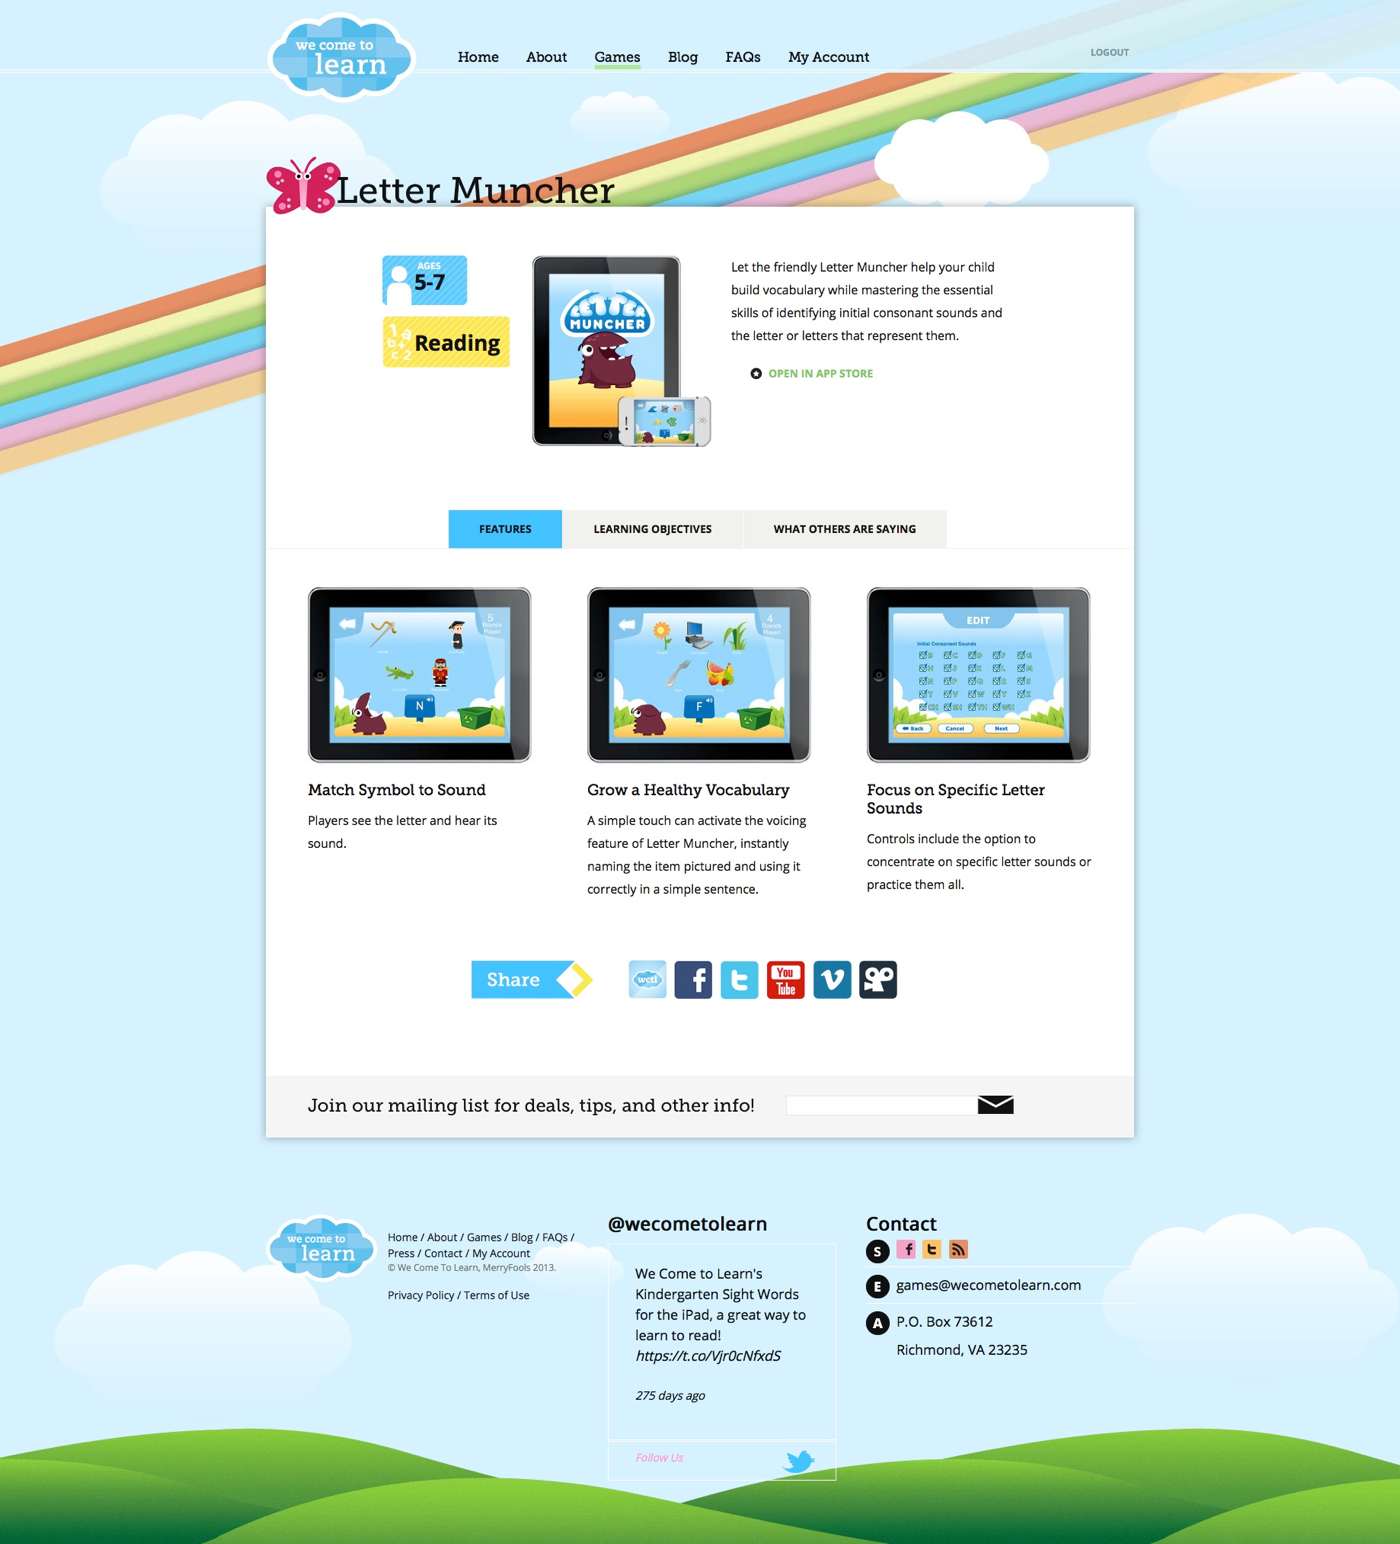 we come to
learn
Home About Games Blog FAQs My Account
LOGOUT
Letter Muncher
AGES
5-7
Reading
LETTER
MUNCHER
Let the friendly Letter Muncher help your child
build vocabulary while mastering the essential
skills of identifying initial consonant sounds and
the letter or letters that represent them.
OPEN IN APP STORE
FEATURES LEARNING OBJECTIVES WHAT OTHERS ARE SAYING
5
N
4
F
EDIT
Initial Consonant Sounds
Back Cancel Next
Match Symbol to Sound
Players see the letter and hear its
sound.
Grow a Healthy Vocabulary
A simple touch can activate the voicing
feature of Letter Muncher, instantly
naming the item pictured and using it
correctly in a simple sentence.
Focus on Specific Letter
Sounds
Controls include the option to
concentrate on specific letter sounds or
practice them all.
Share
You
Tube
Join our mailing list for deals, tips, and other info!
we come to
learn
Home / About / Games / Blog / FAQs /
Press / Contact / My Account
© We Come To Learn, MerryFools 2013.
Privacy Policy / Terms of Use
@wecometolearn
We Come to Learn's
Kindergarten Sight Words
for the iPad, a great way to
learn to read!
https://t.co/Vjr0cNfxdS
275 days ago
Follow Us
Contact
S
E games@wecometolearn.com
A P.O. Box 73612
Richmond, VA 23235